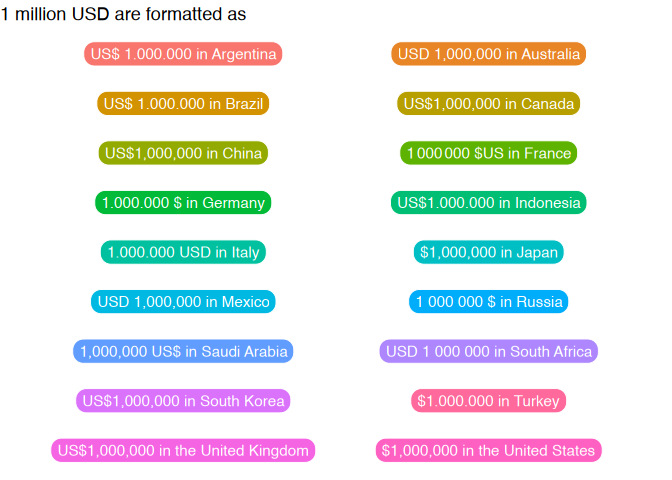 1 million USD are formatted as
US$ 1.000.000 in Argentina
USD 1,000,000 in Australia
US$ 1.000.000 in Brazil
US$1,000,000 in Canada
US$1,000,000 in China
1 000 000 $US in France
1.000.000 $ in Germany
US$1.000.000 in Indonesia
1.000.000 USD in Italy
$1,000,000 in Japan
USD 1,000,000 in Mexico
1 000 000 $ in Russia
1,000,000 US$ in Saudi Arabia
USD 1 000 000 in South Africa
US$1,000,000 in South Korea
$1.000.000 in Turkey
US$1,000,000 in the United Kingdom
$1,000,000 in the United States